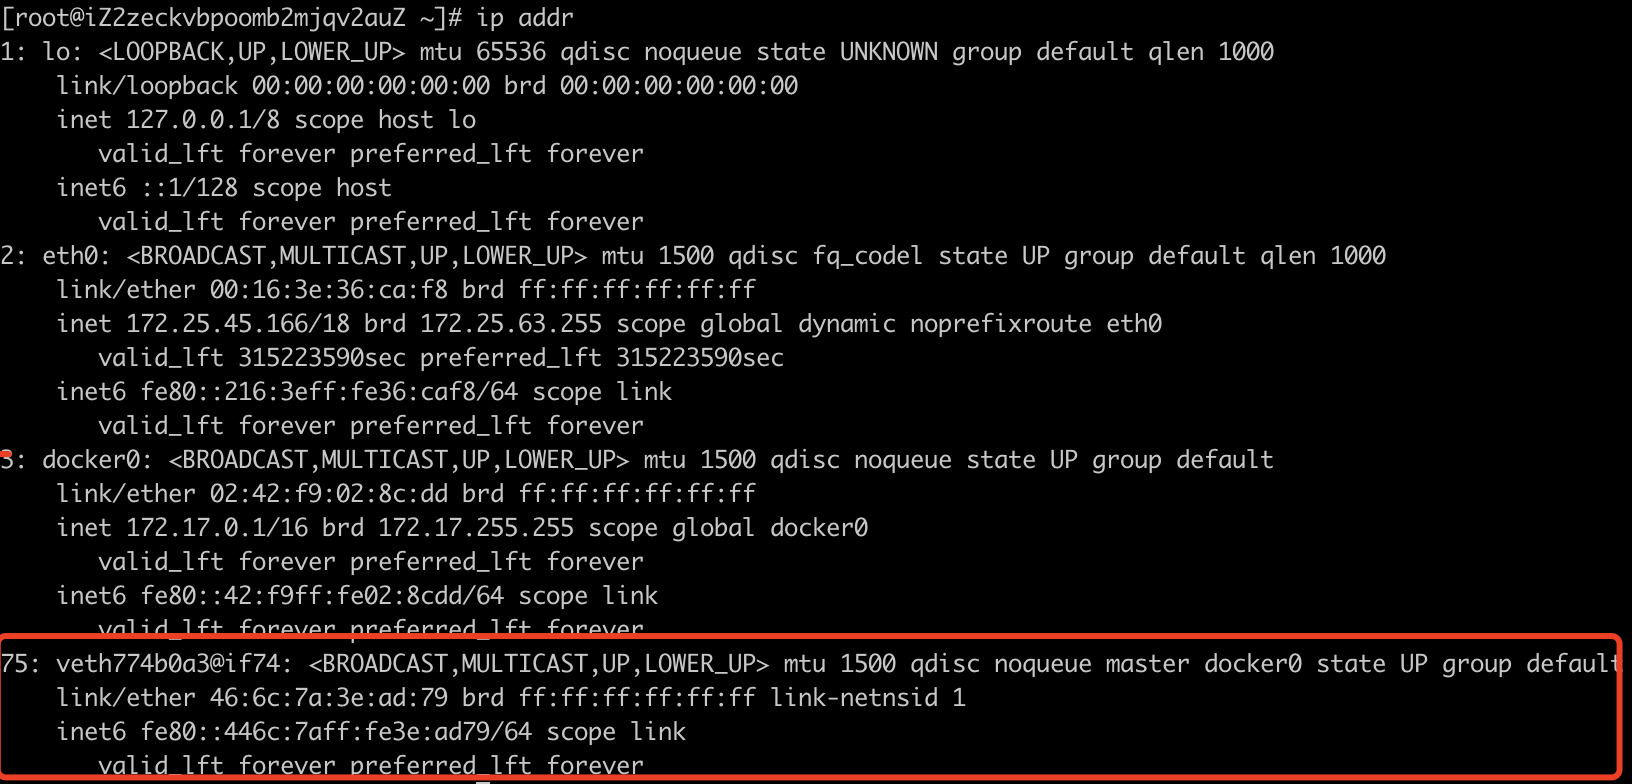 [root@iZ2zeckvbpoomb2mjqv2auZ ~]# ip addr
1: lo: <LOOPBACK,UP,LOWER_UP> mtu 65536 qdisc noqueue state UNKNOWN group default qlen 1000
    link/loopback 00:00:00:00:00:00 brd 00:00:00:00:00:00
    inet 127.0.0.1/8 scope host lo
       valid_lft forever preferred_lft forever
    inet6 ::1/128 scope host
       valid_lft forever preferred_lft forever
2: eth0: <BROADCAST,MULTICAST,UP,LOWER_UP> mtu 1500 qdisc fq_codel state UP group default qlen 1000
    link/ether 00:16:3e:36:ca:f8 brd ff:ff:ff:ff:ff:ff
    inet 172.25.45.166/18 brd 172.25.63.255 scope global dynamic noprefixroute eth0
       valid_lft 315223590sec preferred_lft 315223590sec
    inet6 fe80::216:3eff:fe36:caf8/64 scope link
       valid_lft forever preferred_lft forever
3: docker0: <BROADCAST,MULTICAST,UP,LOWER_UP> mtu 1500 qdisc noqueue state UP group default
    link/ether 02:42:f9:02:8c:dd brd ff:ff:ff:ff:ff:ff
    inet 172.17.0.1/16 brd 172.17.255.255 scope global docker0
       valid_lft forever preferred_lft forever
    inet6 fe80::42:f9ff:fe02:8cdd/64 scope link
       valid_lft forever preferred_lft forever
75: veth774b0a3@if74: <BROADCAST,MULTICAST,UP,LOWER_UP> mtu 1500 qdisc noqueue master docker0 state UP group default
    link/ether 46:6c:7a:3e:ad:79 brd ff:ff:ff:ff:ff:ff link-netnsid 1
    inet6 fe80::446c:7aff:fe3e:ad79/64 scope link
       valid_lft forever preferred_lft forever